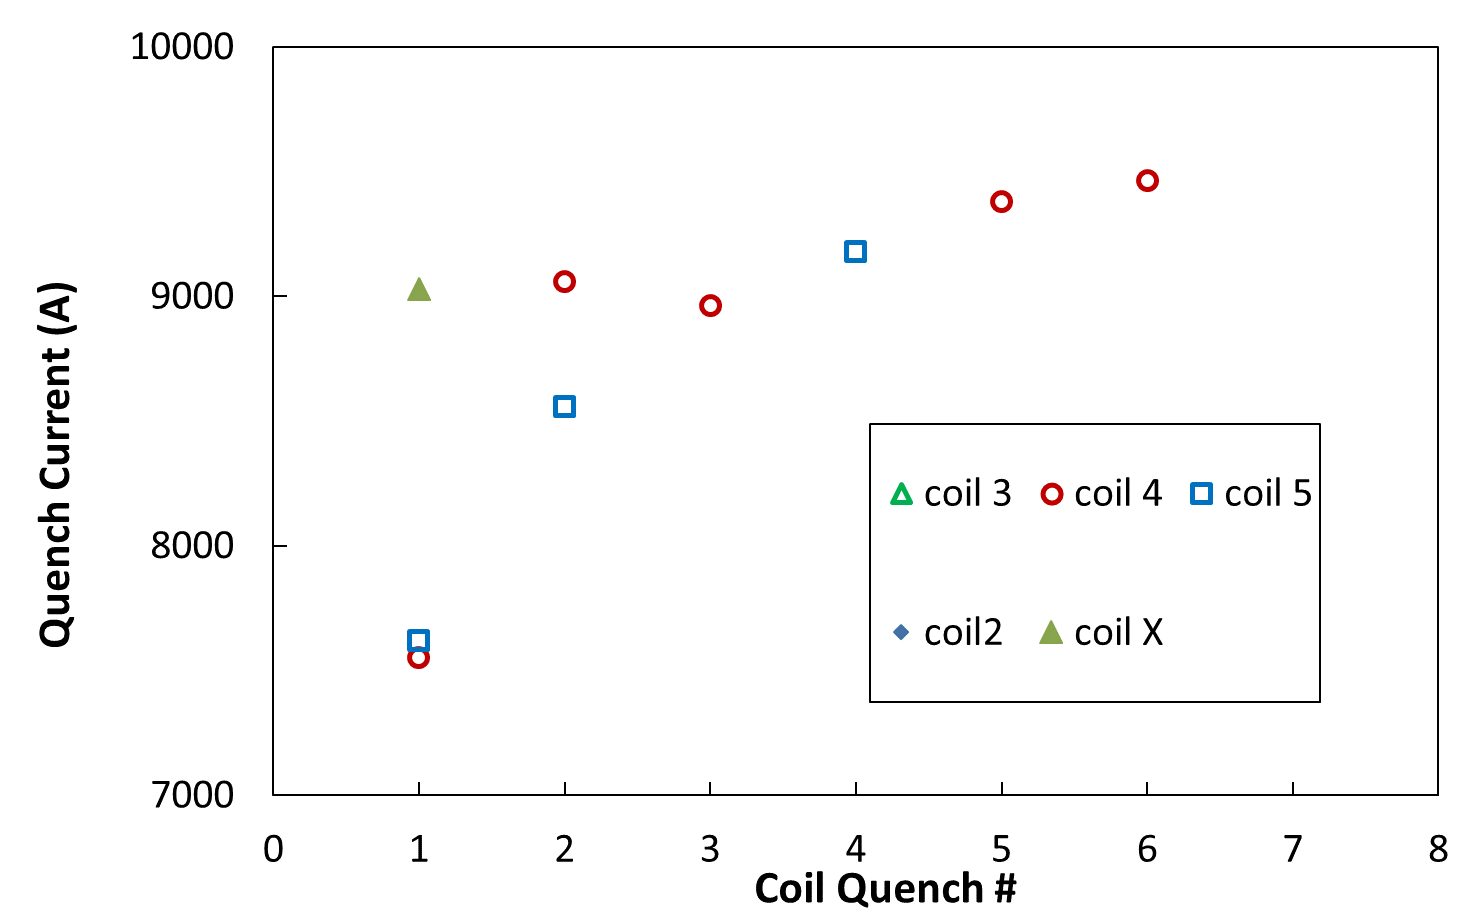 10000
9000
8000
7000
Quench Current (A)
coil 3 coil 4 coil 5
coil2 coil X
0 1 2 3 4 5 6 7 8
Coil Quench #